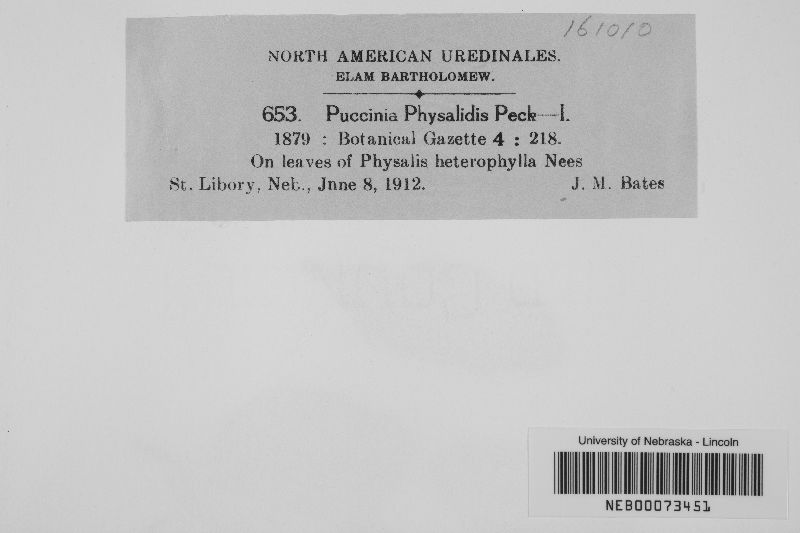 161010
NORTH AMERICAN UREDINALES.
ELAM BARTHOLOMEW.
653. Puccinia Physalidis Peck—I.
1879 : Botanical Gazette 4 : 218.
On leaves of Physalis heterophylla Nees
St. Libory, Neb., Jnne 8, 1912. J. M. Bates
University of Nebraska - Lincoln
NEB00073451